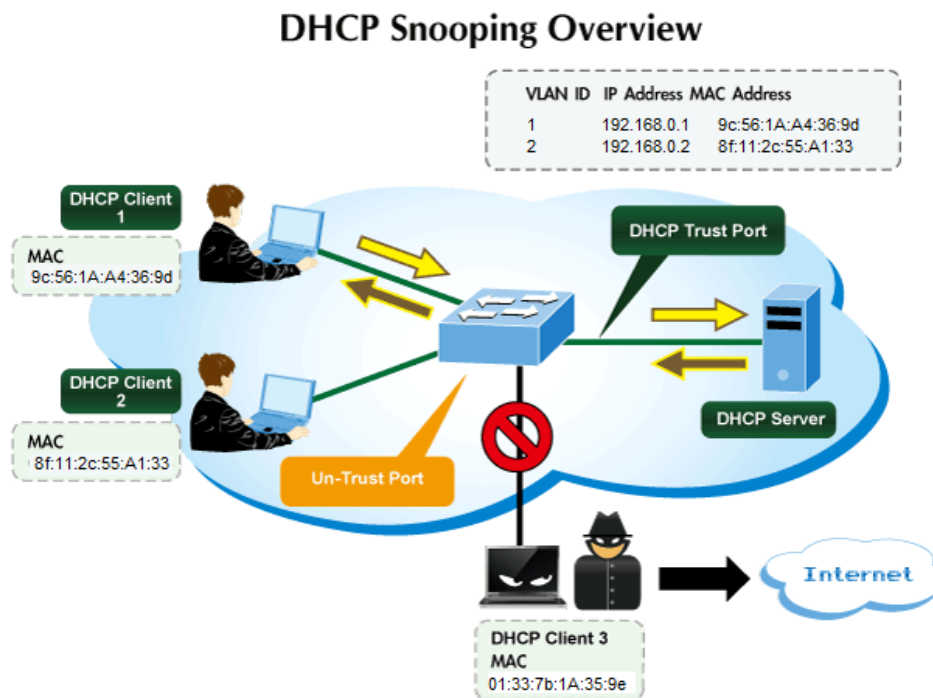 DHCP Snooping Overview
VLAN ID IP Address MAC Address
1 192.168.0.1 9c:56:1A:A4:36:9d
2 192.168.0.2 8f:11:2c:55:A1:33
DHCP Client
1
MAC
9c:56:1A:A4:36:9d
DHCP Trust Port
DHCP Client
2
MAC
8f:11:2c:55:A1:33
DHCP Server
Un-Trust Port
Internet
DHCP Client 3
MAC
01:33:7b:1A:35:9e